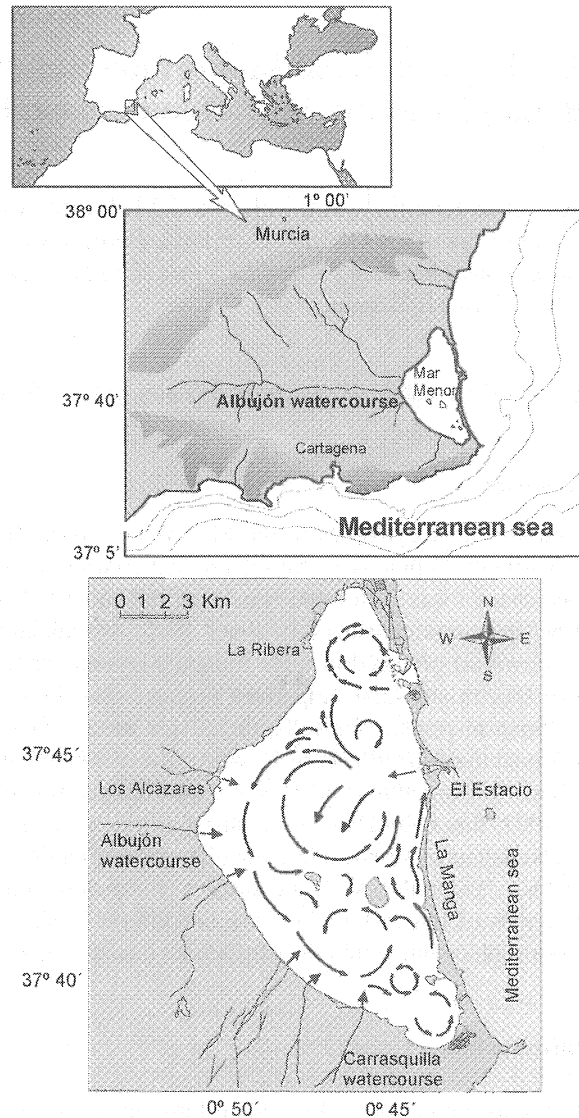 1º 00'
38º 00'
Murcia
Mar
Menor
37º 40'
Albujón watercourse
Cartagena
Mediterranean sea
37º 5'
0 1 2 3 Km
N
W E
S
La Ribera
37º 45'
Los Alcazares
El Estacio
Albujón
watercourse
La Manga
Mediterranean sea
37º 40'
Carrasquilla
watercourse
0º 50' 0º 45'